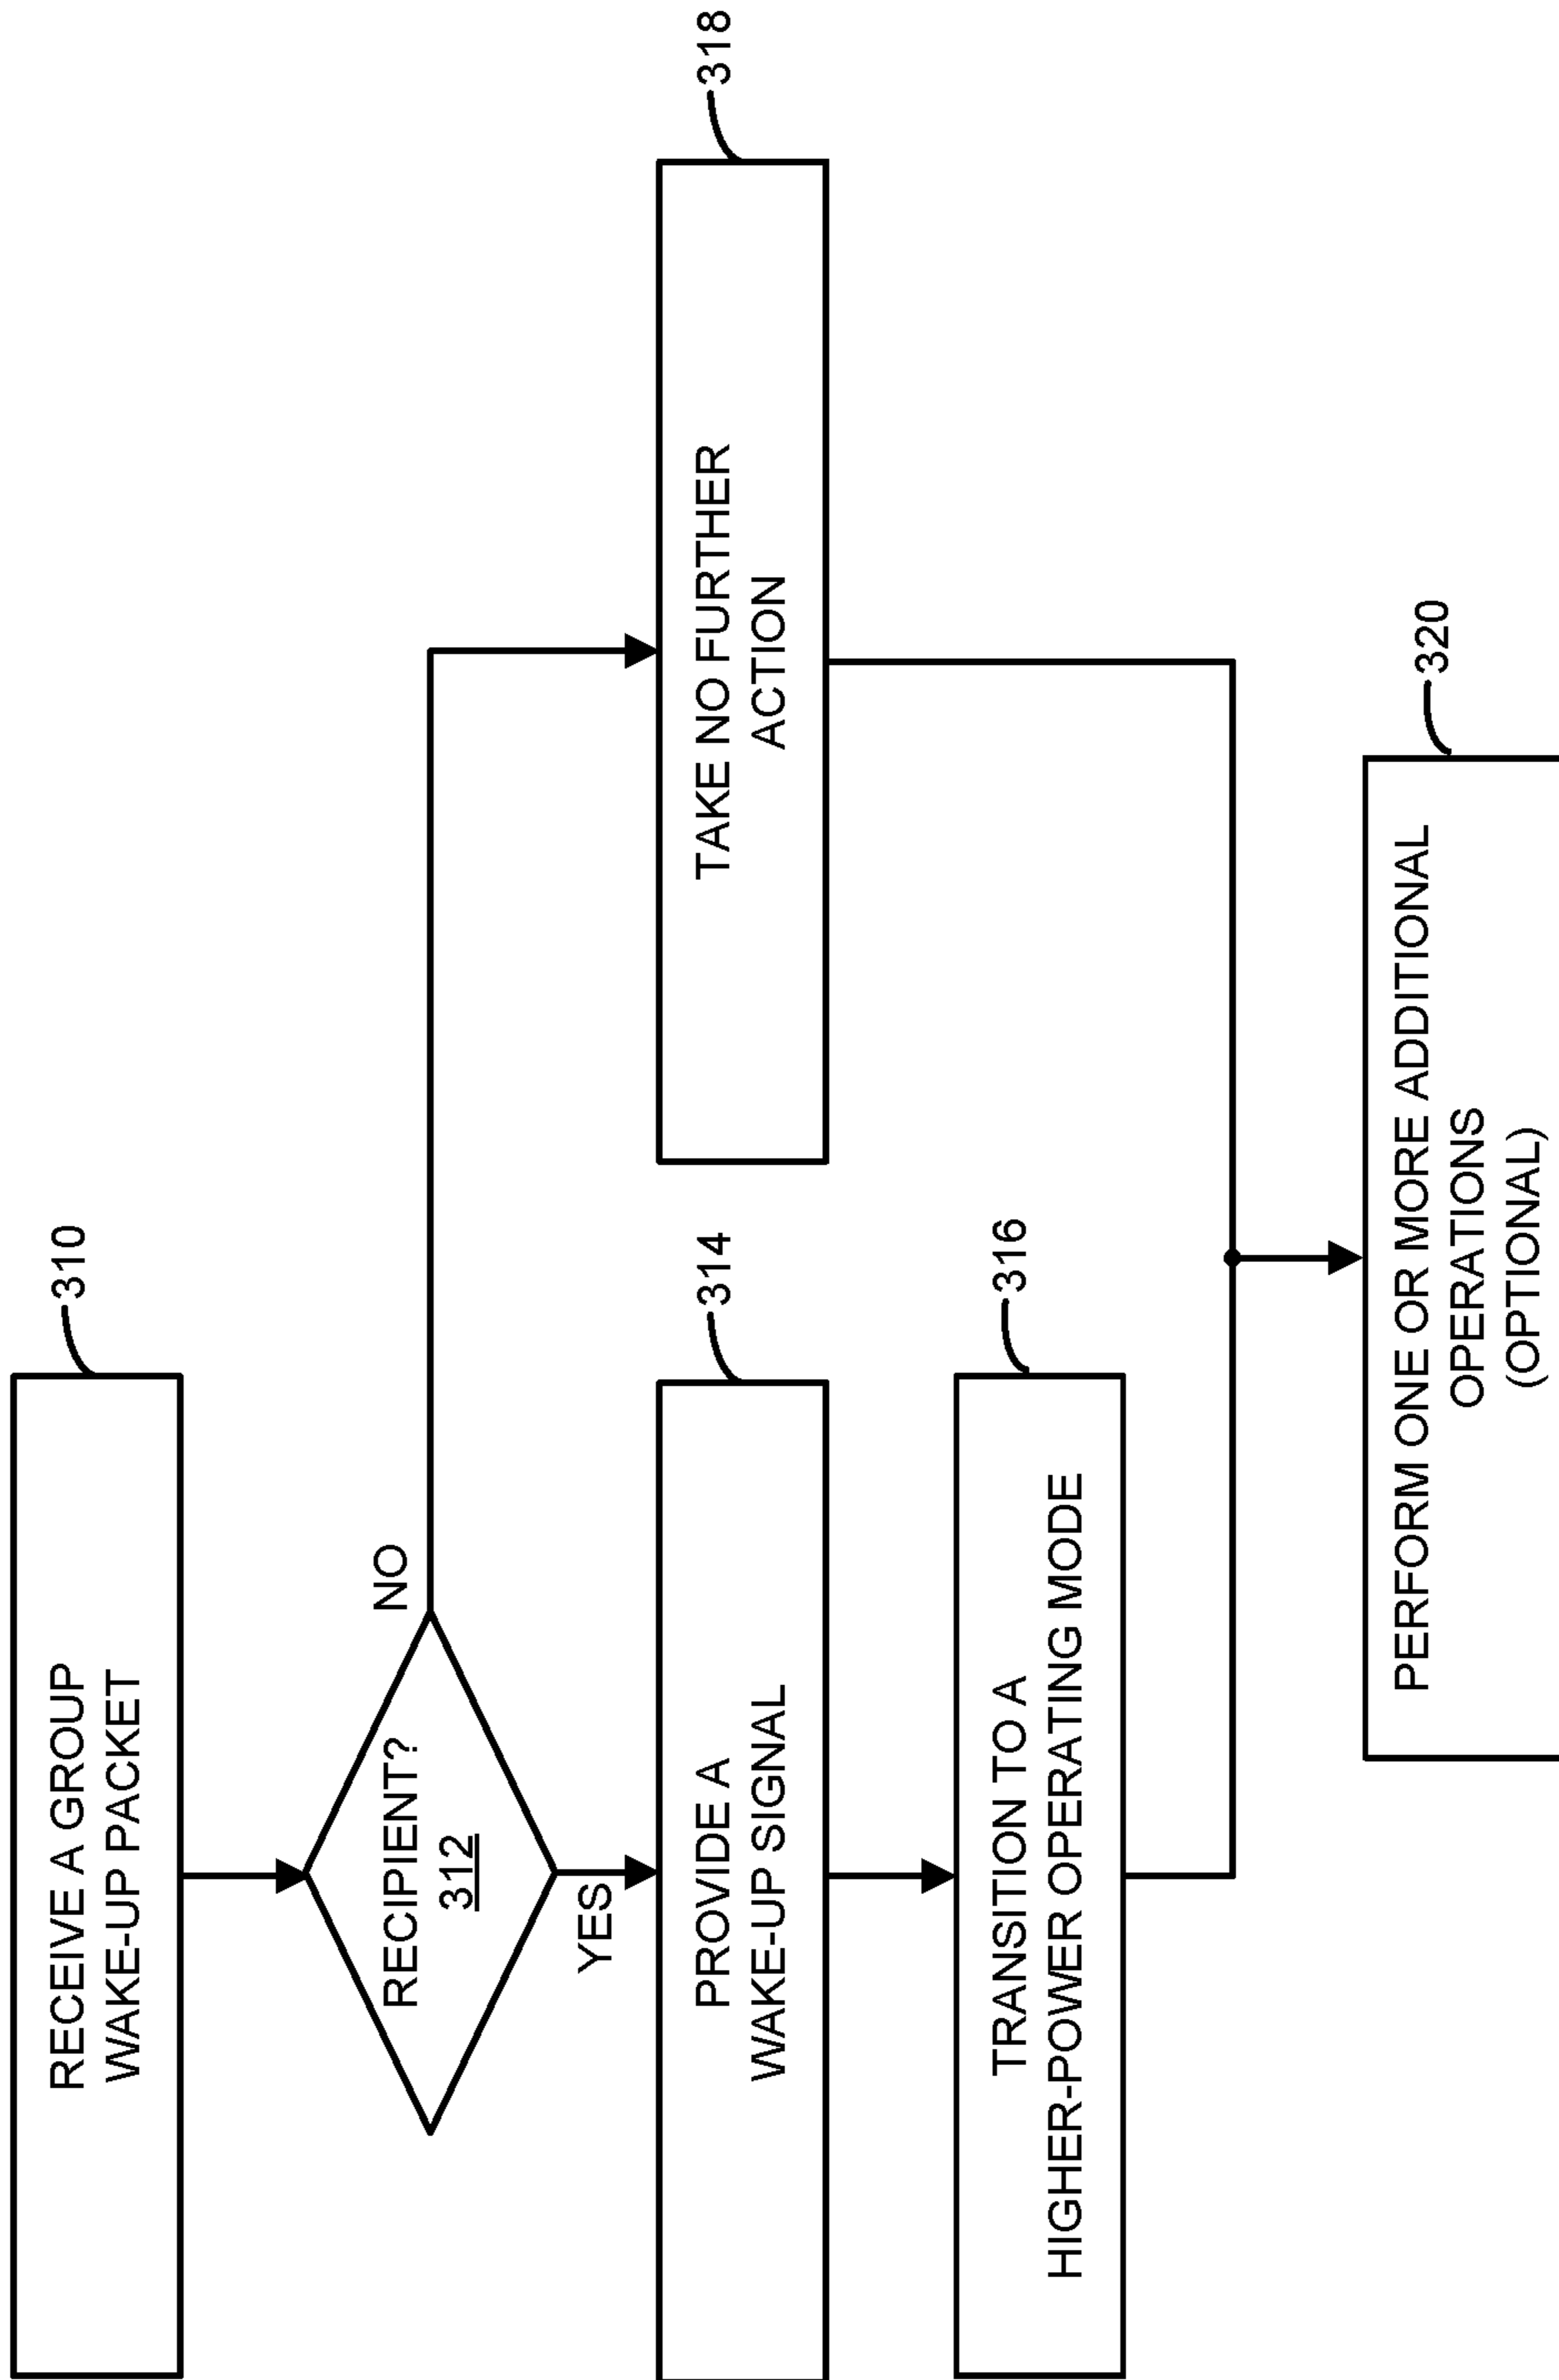 RECEIVE A GROUP
WAKE-UP PACKET
310
RECIPIENT?
312
NO
YES
PROVIDE A
WAKE-UP SIGNAL
314
TAKE NO FURTHER
ACTION
318
TRANSITION TO A
HIGHER-POWER OPERATING MODE
316
PERFORM ONE OR MORE ADDITIONAL
OPERATIONS
(OPTIONAL)
320